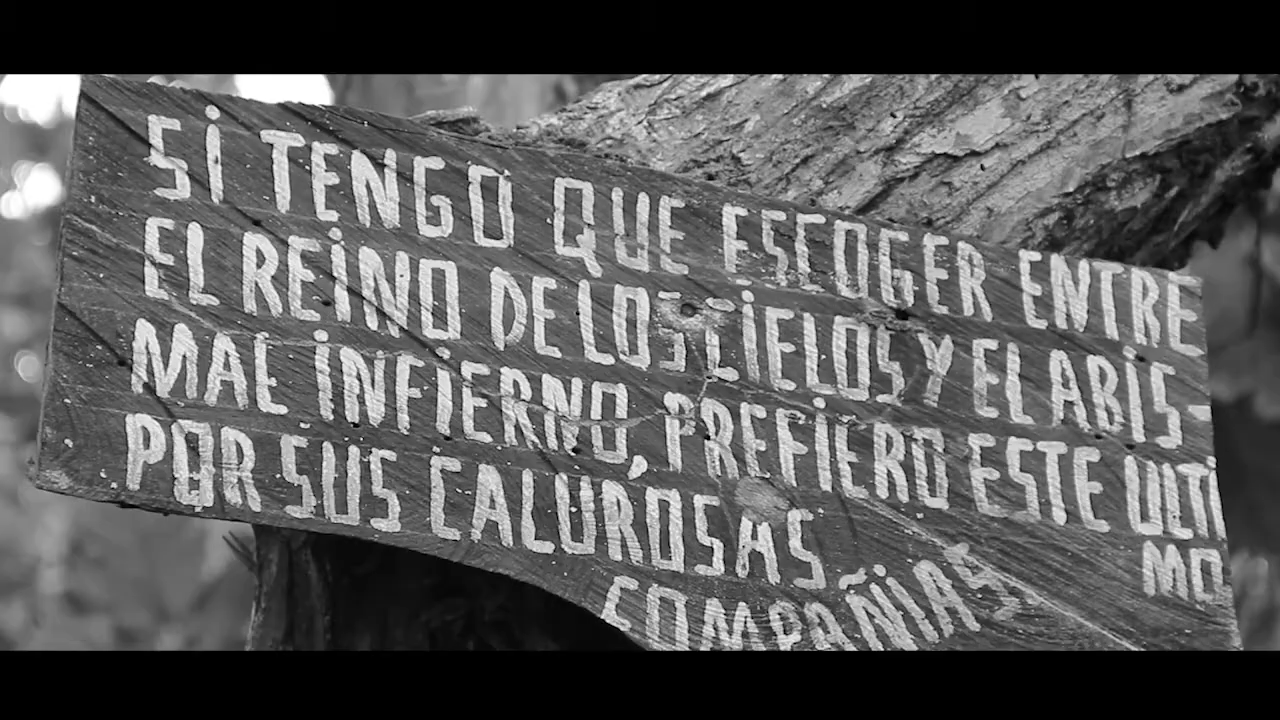 Si TENGO QUE ESCOGER ENTRE
EL REiNO DE LOS CiELOS Y EL ABiS-
MAL iNFiERNO, PREFiERO ESTE ULTi
MO
POR SUS CALUROSAS
COMPAÑiAS